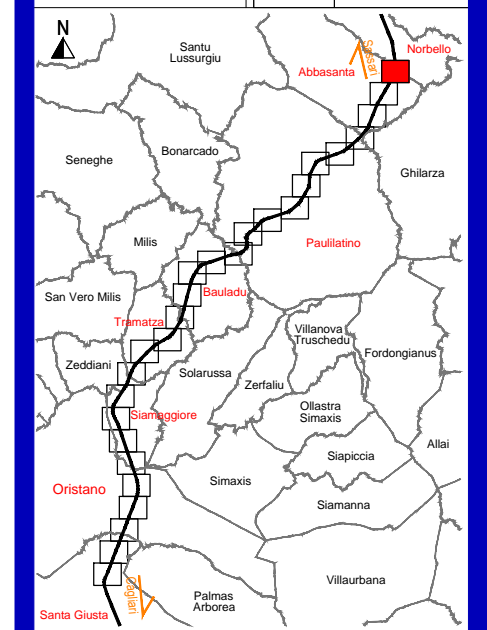 N
Santu
Lussurgiu
Sassari
Norbello
Abbasanta
Bonarcado
Seneghe
Ghilarza
Milis
Paulilatino
San Vero Milis
Bauladu
Tramatza
Villanova
Truschedu
Fordongianus
Zeddiani
Solarussa
Zerfaliu
Ollastra
Simaxis
Siamaggiore
Allai
Siapiccia
Simaxis
Oristano
Siamanna
Villaurbana
Cagliari
Palmas
Arborea
Santa Giusta